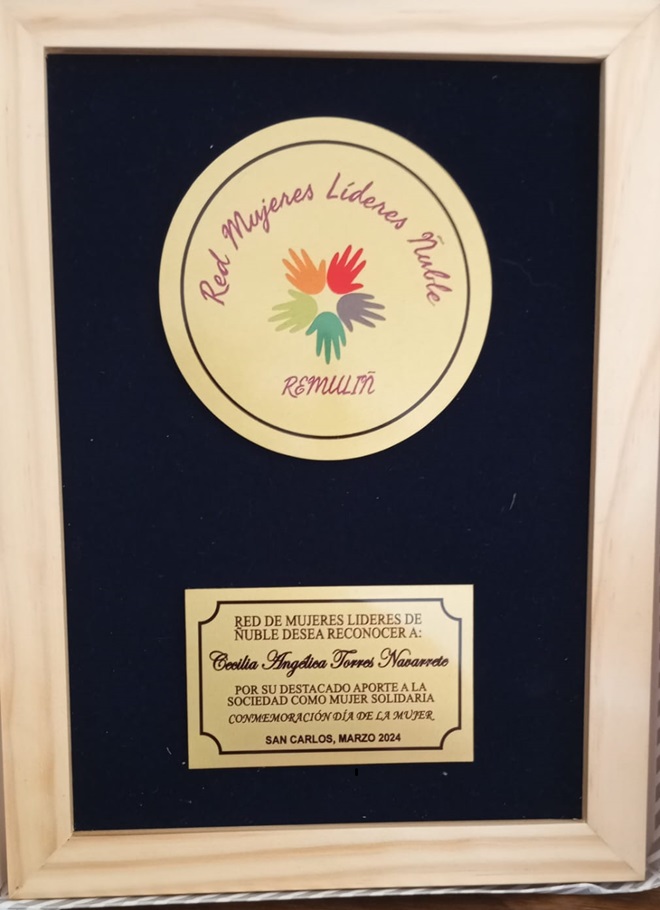 Red Mujeres Líderes Ñuble
REMULIÑ
RED DE MUJERES LIDERES DE
ÑUBLE DESEA RECONOCER A:
Cecilia Angélica Torres Navarrete
POR SU DESTACADO APORTE A LA
SOCIEDAD COMO MUJER SOLIDARIA
CONMEMORACIÓN DÍA DE LA MUJER
SAN CARLOS, MARZO 2024